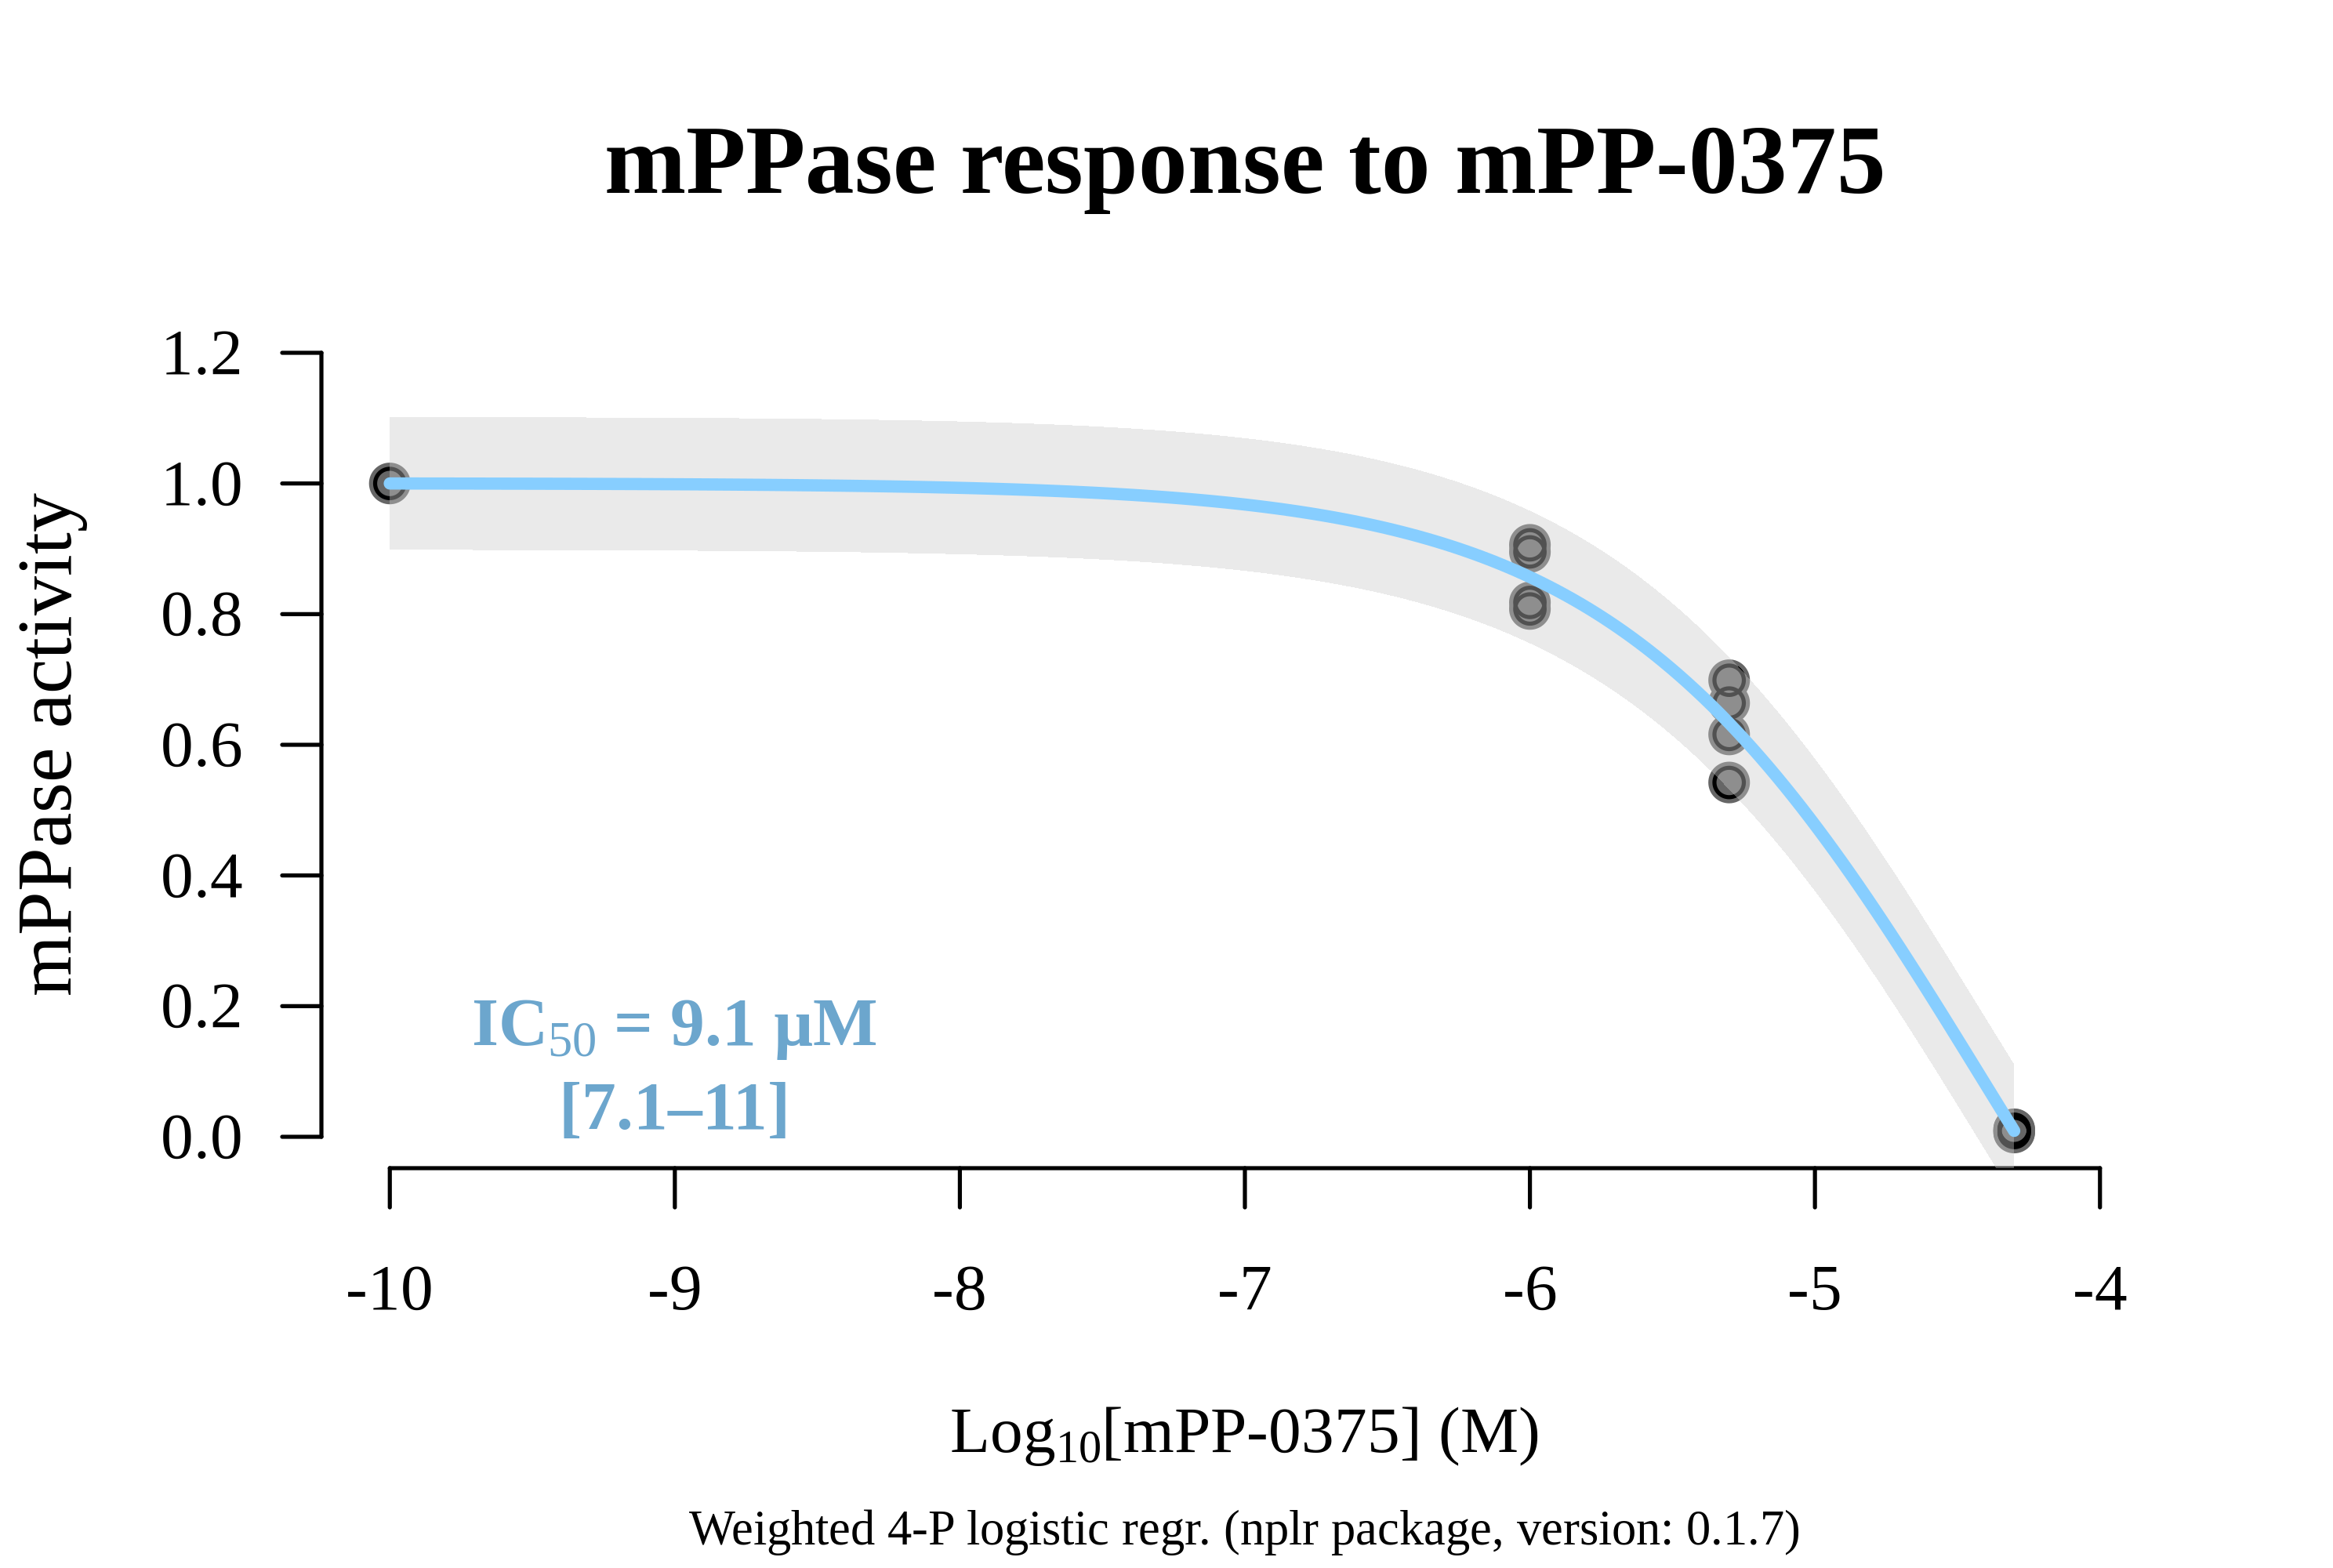 mPPase response to mPP-0375
mPPase activity
1.2
1.0
0.8
0.6
0.4
0.2
0.0
IC50 = 9.1 µM
[7.1–11]
-10 -9 -8 -7 -6 -5 -4
Log10[mPP-0375] (M)
Weighted 4-P logistic regr. (nplr package, version: 0.1.7)